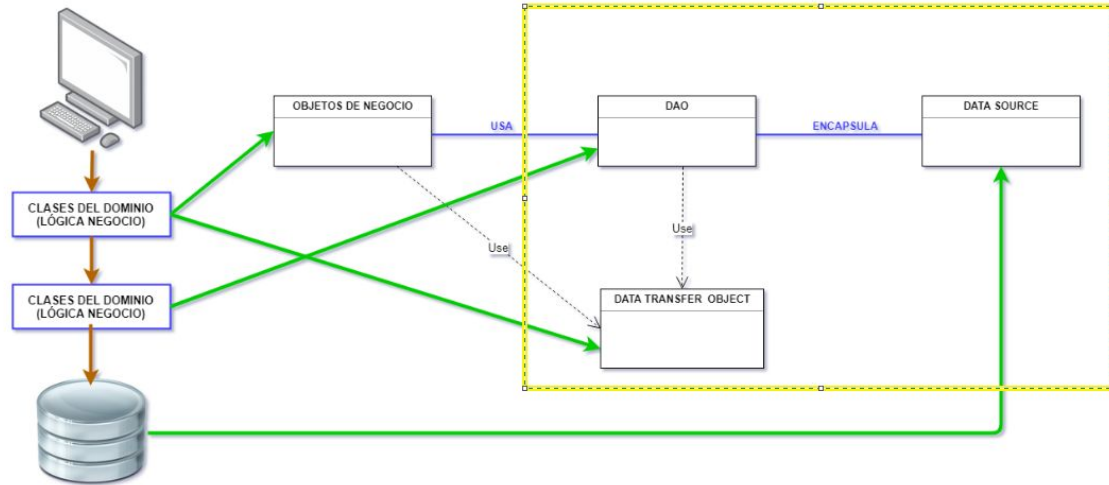 OBJETOS DE NEGOCIO
USA
DAO
ENCAPSULA
DATA SOURCE
CLASES DEL DOMINIO
(LÓGICA NEGOCIO)
Use
Use
CLASES DEL DOMINIO
(LÓGICA NEGOCIO)
DATA TRANSFER OBJECT